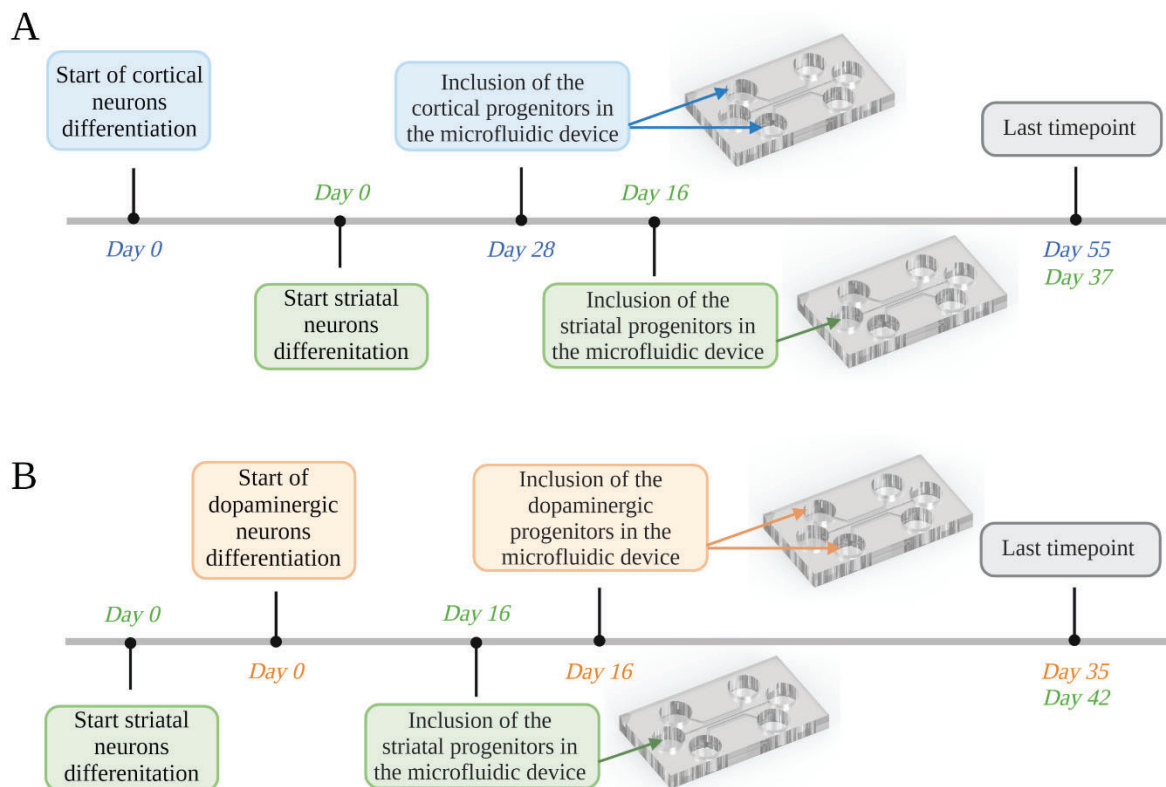 A
Start of cortical
neurons
differentiation
Inclusion of the
cortical progenitors in
the microfluidic device
Last timepoint
Day 0
Day 16
Day 0
Day 28
Day 55
Day 37
Start striatal
neurons
differenitation
Inclusion of the
striatal progenitors in
the microfluidic device
B
Start of
dopaminergic
neurons
differentiation
Inclusion of the
dopaminergic
progenitors in the
microfluidic device
Last timepoint
Day 0
Day 16
Day 0
Day 16
Day 35
Day 42
Start striatal
neurons
differenitation
Inclusion of the
striatal progenitors in
the microfluidic device